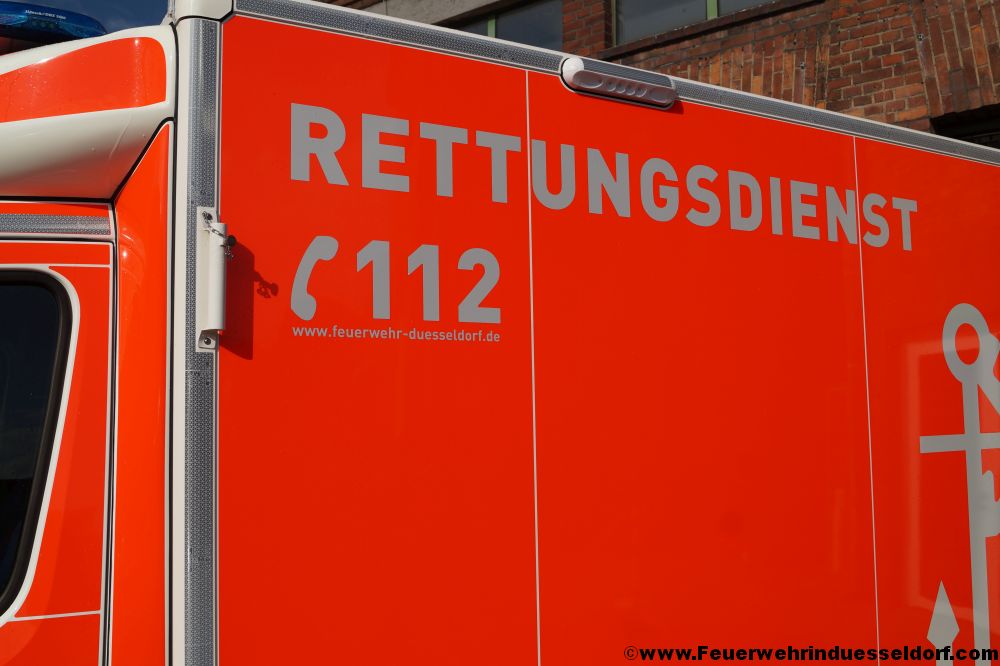 RETTUNGSDIENST
112
www.feuerwehr-duesseldorf.de
©www.Feuerwehrinduesseldorf.com